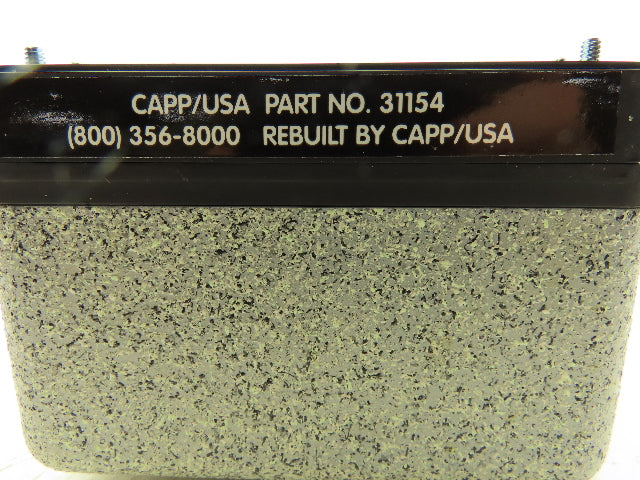 CAPP/USA PART NO. 31154
(800) 356-8000 REBUILT BY CAPP/USA